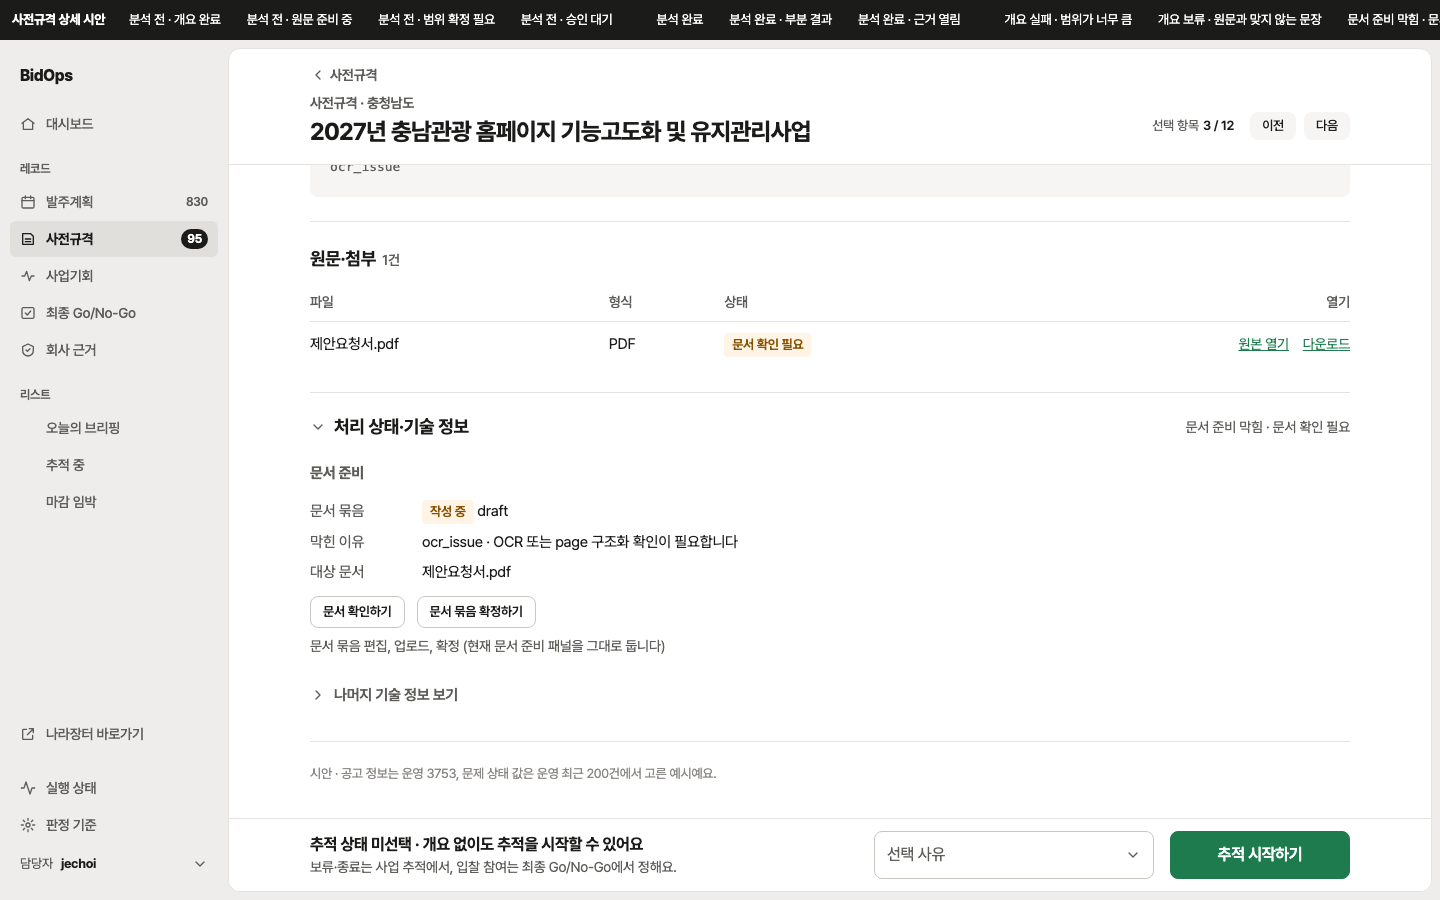 사전규격 상세 시안 분석 전 · 개요 완료 분석 전 · 원문 준비 중 분석 전 · 범위 확정 필요 분석 전 · 승인 대기 분석 완료 분석 완료 · 부분 결과 분석 완료 · 근거 열림 개요 실패 · 범위가 너무 큼 개요 보류 · 원문과 맞지 않는 문장 문서 준비 막힘 · 문
BidOps
대시보드
레코드
발주계획 830
사전규격 95
사업기회
최종 Go/No-Go
회사 근거
리스트
오늘의 브리핑
추적 중
마감 임박
나라장터 바로가기
실행 상태
판정 기준
담당자 jechoi
사전규격
사전규격 · 충청남도
2027년 충남관광 홈페이지 기능고도화 및 유지관리사업
선택 항목 3 / 12 이전 다음
ocr_issue
원문·첨부 1건
파일 형식 상태 열기
제안요청서.pdf PDF 문서 확인 필요 원본 열기 다운로드
처리 상태·기술 정보 문서 준비 막힘 · 문서 확인 필요
문서 준비
문서 묶음 작성 중 draft
막힌 이유 ocr_issue · OCR 또는 page 구조화 확인이 필요합니다
대상 문서 제안요청서.pdf
문서 확인하기 문서 묶음 확정하기
문서 묶음 편집, 업로드, 확정 (현재 문서 준비 패널을 그대로 둡니다)
나머지 기술 정보 보기
시안 · 공고 정보는 운영 3753, 문제 상태 값은 운영 최근 200건에서 고른 예시예요.
추적 상태 미선택 · 개요 없이도 추적을 시작할 수 있어요
보류·종료는 사업 추적에서, 입찰 참여는 최종 Go/No-Go에서 정해요.
선택 사유
추적 시작하기